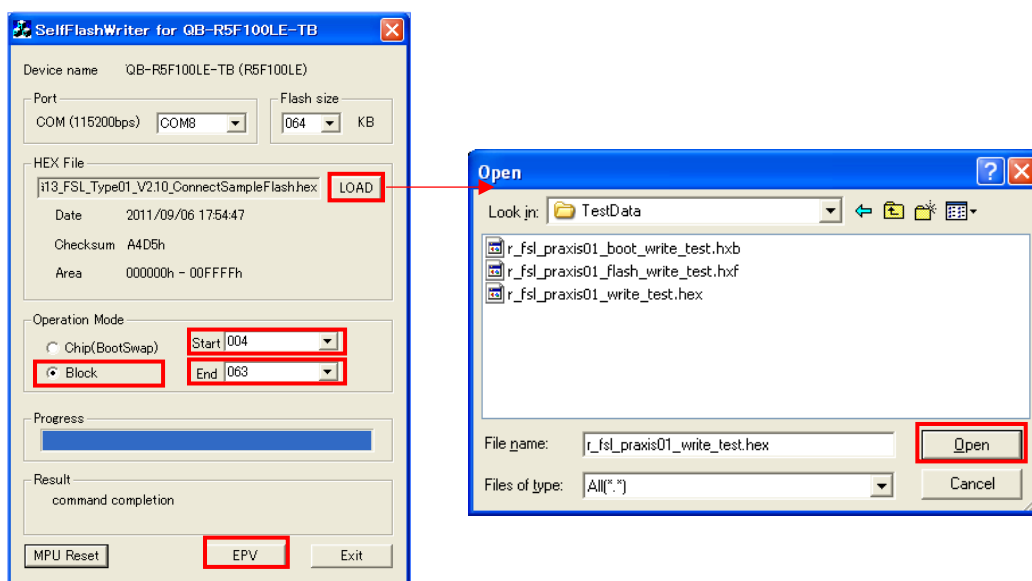 SelfFlashWriter for QB-R5F100LE-TB
Device name QB-R5F100LE-TB (R5F100LE)
Port
COM (115200bps) COM8
Flash size
064 KB
HEX File
i13_FSL_Type01_V2.10_ConnectSampleFlash.hex LOAD
Date 2011/09/06 17:54:47
Checksum A4D5h
Area 000000h - 00FFFFh
Operation Mode
Chip(BootSwap) Start 004
Block End 063
Progress
Result
command completion
MPU Reset EPV Exit
Open
Look in: TestData
r_fsl_praxis01_boot_write_test.hxb
r_fsl_praxis01_flash_write_test.hxf
r_fsl_praxis01_write_test.hex
File name: r_fsl_praxis01_write_test.hex Open
Files of type: All(*.*) Cancel